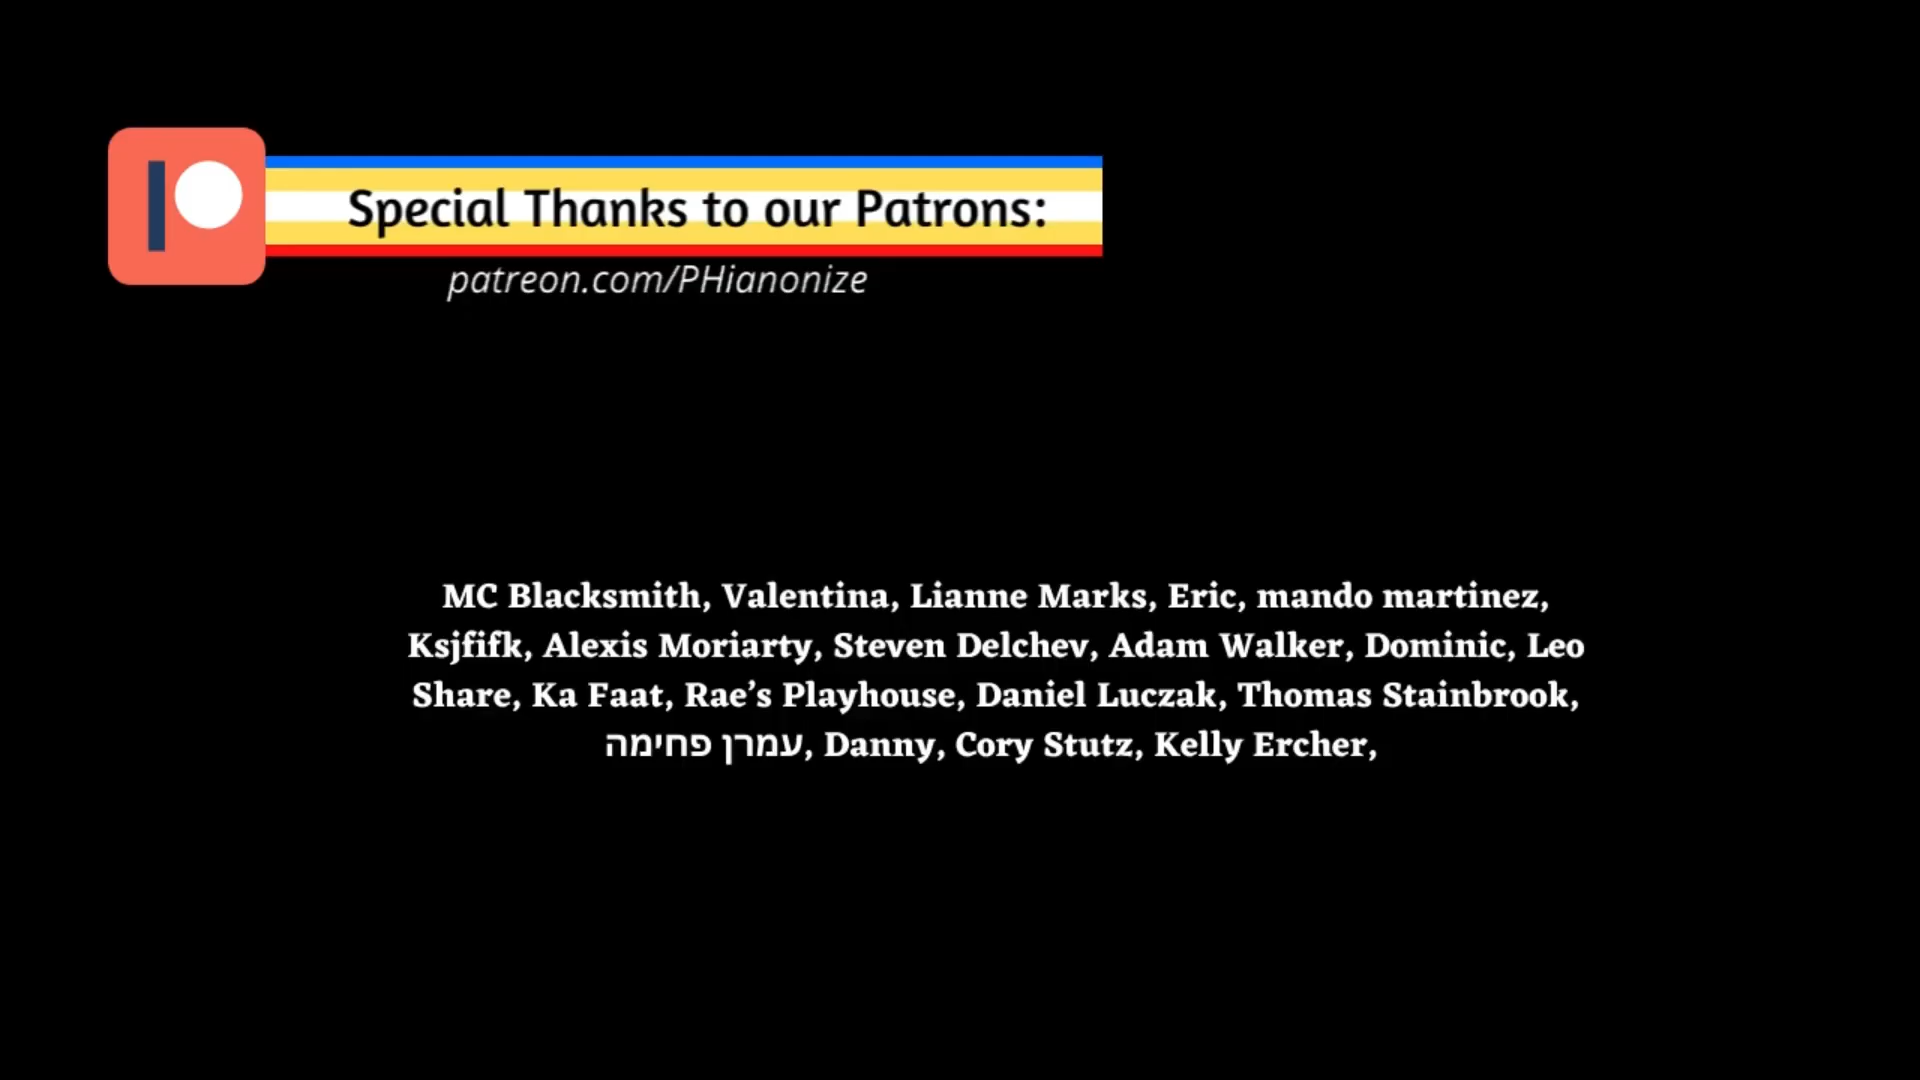 Special Thanks to our Patrons:
patreon.com/PHianonize
MC Blacksmith, Valentina, Lianne Marks, Eric, mando martinez,
Ksjfifk, Alexis Moriarty, Steven Delchev, Adam Walker, Dominic, Leo
Share, Ka Faat, Rae’s Playhouse, Daniel Luczak, Thomas Stainbrook,
עמרן פחימה, Danny, Cory Stutz, Kelly Ercher,